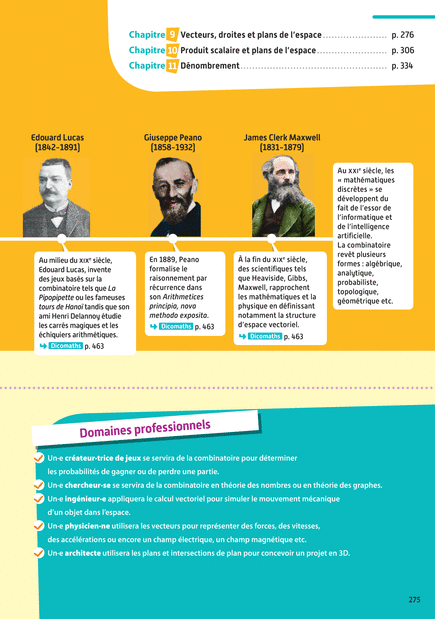 Chapitre 9 Vecteurs, droites et plans de l'espace ...................... p. 276
Chapitre 10 Produit scalaire et plans de l'espace ........................ p. 306
Chapitre 11 Dénombrement .................................................. p. 334
Edouard Lucas
(1842-1891)
Giuseppe Peano
(1858-1932)
James Clerk Maxwell
(1831-1879)
Au milieu du XIXe siècle,
Edouard Lucas, invente
des jeux basés sur la
combinatoire tels que La
Pipopipette ou les fameuses
tours de Hanoï tandis que son
ami Henri Delannoy étudie
les carrés magiques et les
échiquiers arithmétiques.
Dicomaths p. 463
En 1889, Peano
formalise le
raisonnement par
récurrence dans
son Arithmetices
principia, nova
methodo exposita.
Dicomaths p. 463
À la fin du XIXe siècle,
des scientifiques tels
que Heaviside, Gibbs,
Maxwell, rapprochent
les mathématiques et la
physique en définissant
notamment la structure
d'espace vectoriel.
Dicomaths p. 463
Au XXIe siècle, les
« mathématiques
discrètes » se
développent du
fait de l'essor de
l'informatique et
de l'intelligence
artificielle.
La combinatoire
revêt plusieurs
formes : algébrique,
analytique,
probabiliste,
topologique,
géométrique etc.
Domaines professionnels
Un·e créateur·trice de jeux se servira de la combinatoire pour déterminer
les probabilités de gagner ou de perdre une partie.
Un·e chercheur·se se servira de la combinatoire en théorie des nombres ou en théorie des graphes.
Un·e ingénieur·e appliquera le calcul vectoriel pour simuler le mouvement mécanique
d'un objet dans l'espace.
Un·e physicien·ne utilisera les vecteurs pour représenter des forces, des vitesses,
des accélérations ou encore un champ électrique, un champ magnétique etc.
Un·e architecte utilisera les plans et intersections de plan pour concevoir un projet en 3D.
275